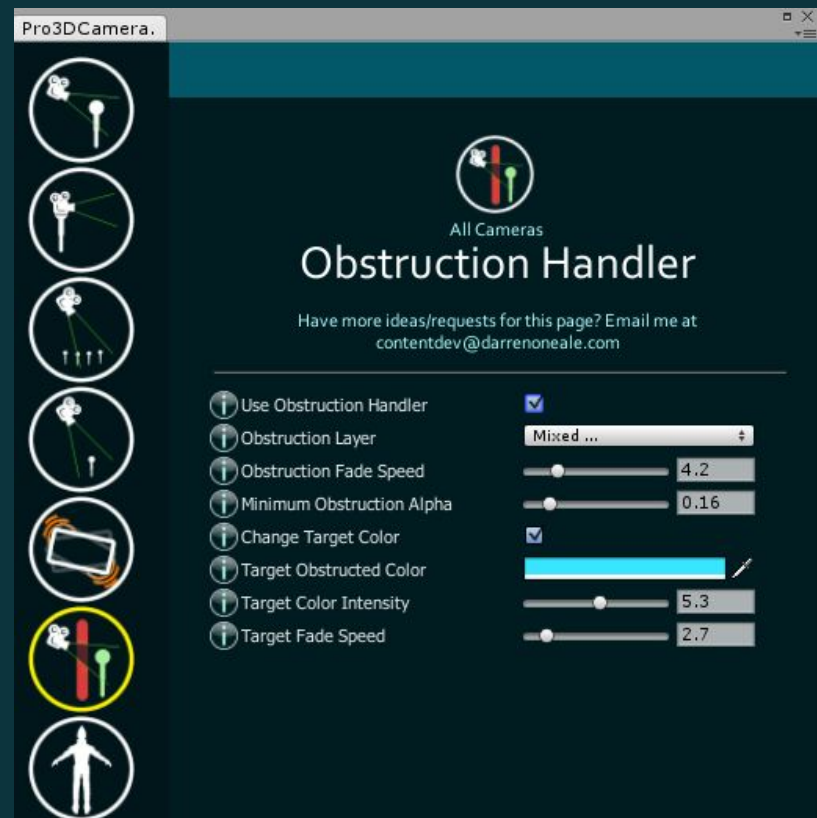 Pro3DCamera.
All Cameras
Obstruction Handler
Have more ideas/requests for this page? Email me at
contentdev@darrenoneale.com
Use Obstruction Handler
Obstruction Layer Mixed ...
Obstruction Fade Speed 4.2
Minimum Obstruction Alpha 0.16
Change Target Color
Target Obstructed Color
Target Color Intensity 5.3
Target Fade Speed 2.7